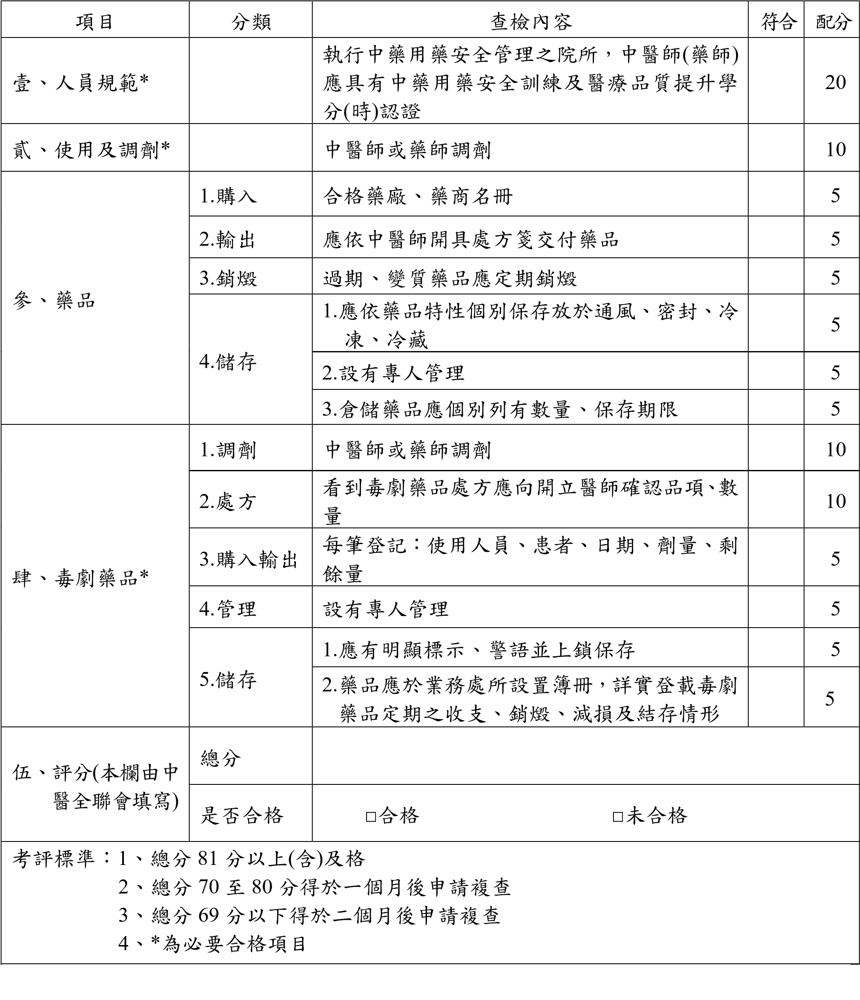 項目 分類 查檢內容 符合 配分
執行中藥用藥安全管理之院所，中醫師(藥師)
壹、人員規範* 應具有中藥用藥安全訓練及醫療品質提升學 20
分(時)認證
貳、使用及調劑* 中醫師或藥師調劑 10
1.購入 合格藥廠、藥商名冊 5
2.輸出 應依中醫師開具處方箋交付藥品 5
3.銷燬 過期、變質藥品應定期銷燬 5
參、藥品
1.應依藥品特性個別保存放於通風、密封、冷
凍、冷藏 5
4.儲存
2.設有專人管理 5
3.倉儲藥品應個別列有數量、保存期限 5
1.調劑 中醫師或藥師調劑 10
2.處方 看到毒劇藥品處方應向開立醫師確認品項、數
量 10
3.購入輸出 每筆登記：使用人員、患者、日期、劑量、剩
餘量 5
肆、毒劇藥品*
4.管理 設有專人管理 5
5.儲存
1.應有明顯標示、警語並上鎖保存 5
2.藥品應於業務處所設置簿冊，詳實登載毒劇
藥品定期之收支、銷燬、減損及結存情形 5
伍、評分(本欄由中
醫全聯會填寫)
總分
是否合格 □合格 □未合格
考評標準：1、總分 81 分以上(含)及格
2、總分 70 至 80 分得於一個月後申請複查
3、總分 69 分以下得於二個月後申請複查
4、*為必要合格項目